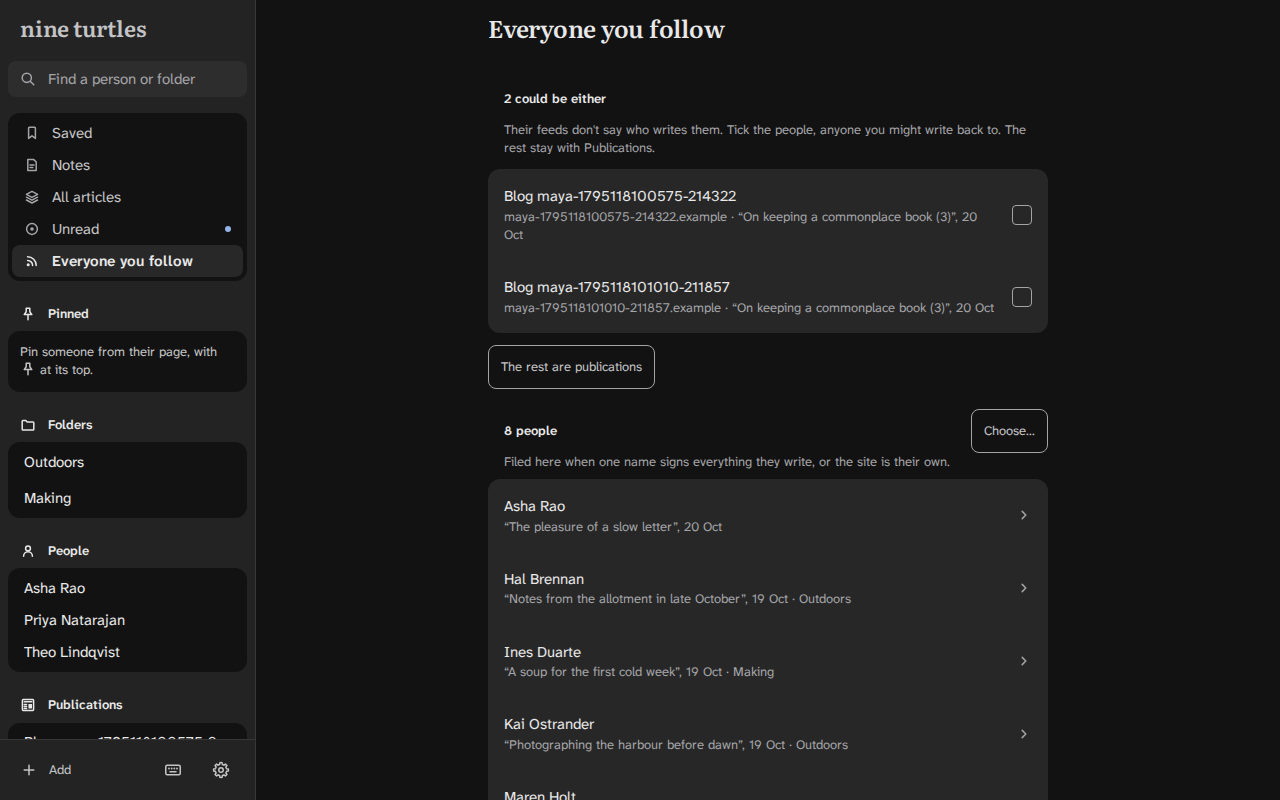 nine turtles
Find a person or folder
Saved
Notes
All articles
Unread
Everyone you follow
Pinned
Pin someone from their page, with
at its top.
Folders
Outdoors
Making
People
Asha Rao
Priya Natarajan
Theo Lindqvist
Publications
Add
Everyone you follow
2 could be either
Their feeds don't say who writes them. Tick the people, anyone you might write back to. The
rest stay with Publications.
Blog maya-1795118100575-214322
maya-1795118100575-214322.example · “On keeping a commonplace book (3)”, 20
Oct
Blog maya-1795118101010-211857
maya-1795118101010-211857.example · “On keeping a commonplace book (3)”, 20 Oct
The rest are publications
8 people
Choose…
Filed here when one name signs everything they write, or the site is their own.
Asha Rao
“The pleasure of a slow letter”, 20 Oct
Hal Brennan
“Notes from the allotment in late October”, 19 Oct · Outdoors
Ines Duarte
“A soup for the first cold week”, 19 Oct · Making
Kai Ostrander
“Photographing the harbour before dawn”, 19 Oct · Outdoors
Maren Holt